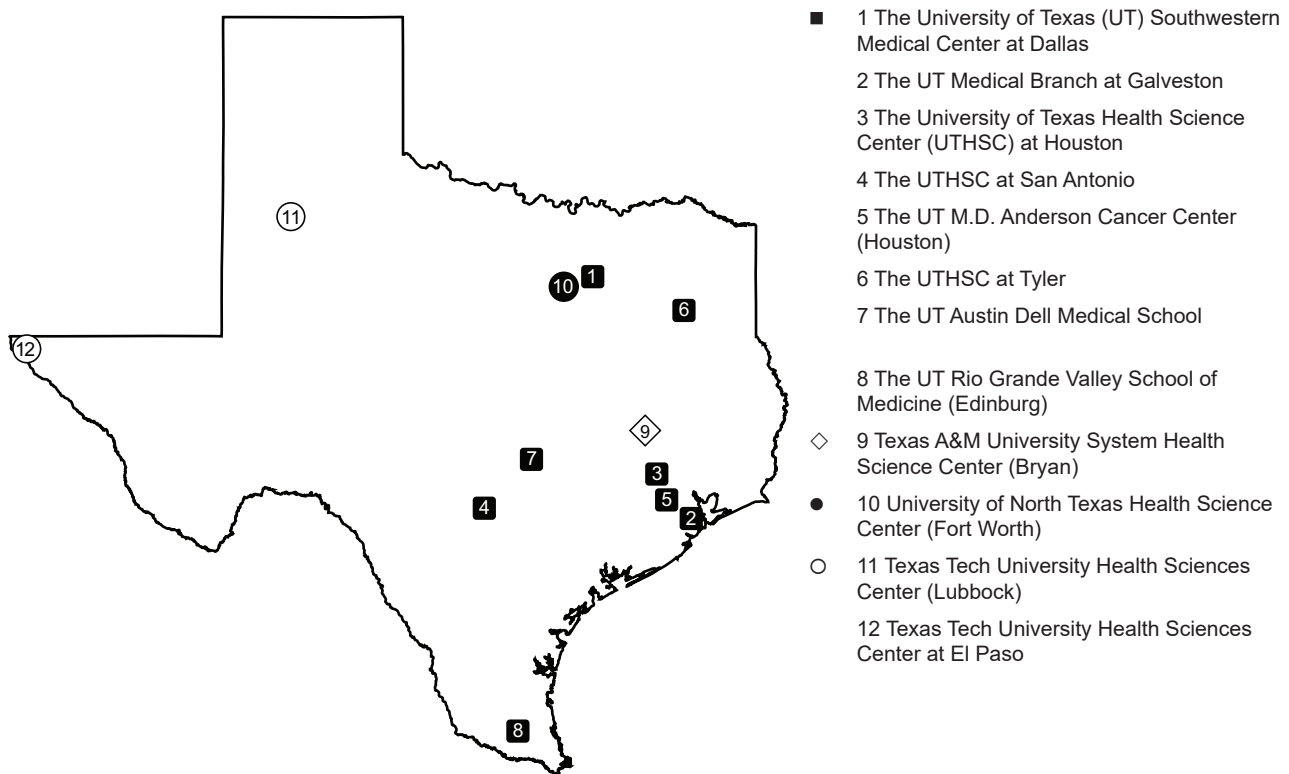 1 The University of Texas (UT) Southwestern
Medical Center at Dallas
2 The UT Medical Branch at Galveston
3 The University of Texas Health Science
Center (UTHSC) at Houston
4 The UTHSC at San Antonio
5 The UT M.D. Anderson Cancer Center
(Houston)
6 The UTHSC at Tyler
7 The UT Austin Dell Medical School
8 The UT Rio Grande Valley School of
Medicine (Edinburg)
9 Texas A&M University System Health
Science Center (Bryan)
10 University of North Texas Health Science
Center (Fort Worth)
11 Texas Tech University Health Sciences
Center (Lubbock)
12 Texas Tech University Health Sciences
Center at El Paso
11
1
10
6
12
9
7
3
5
4
2
8